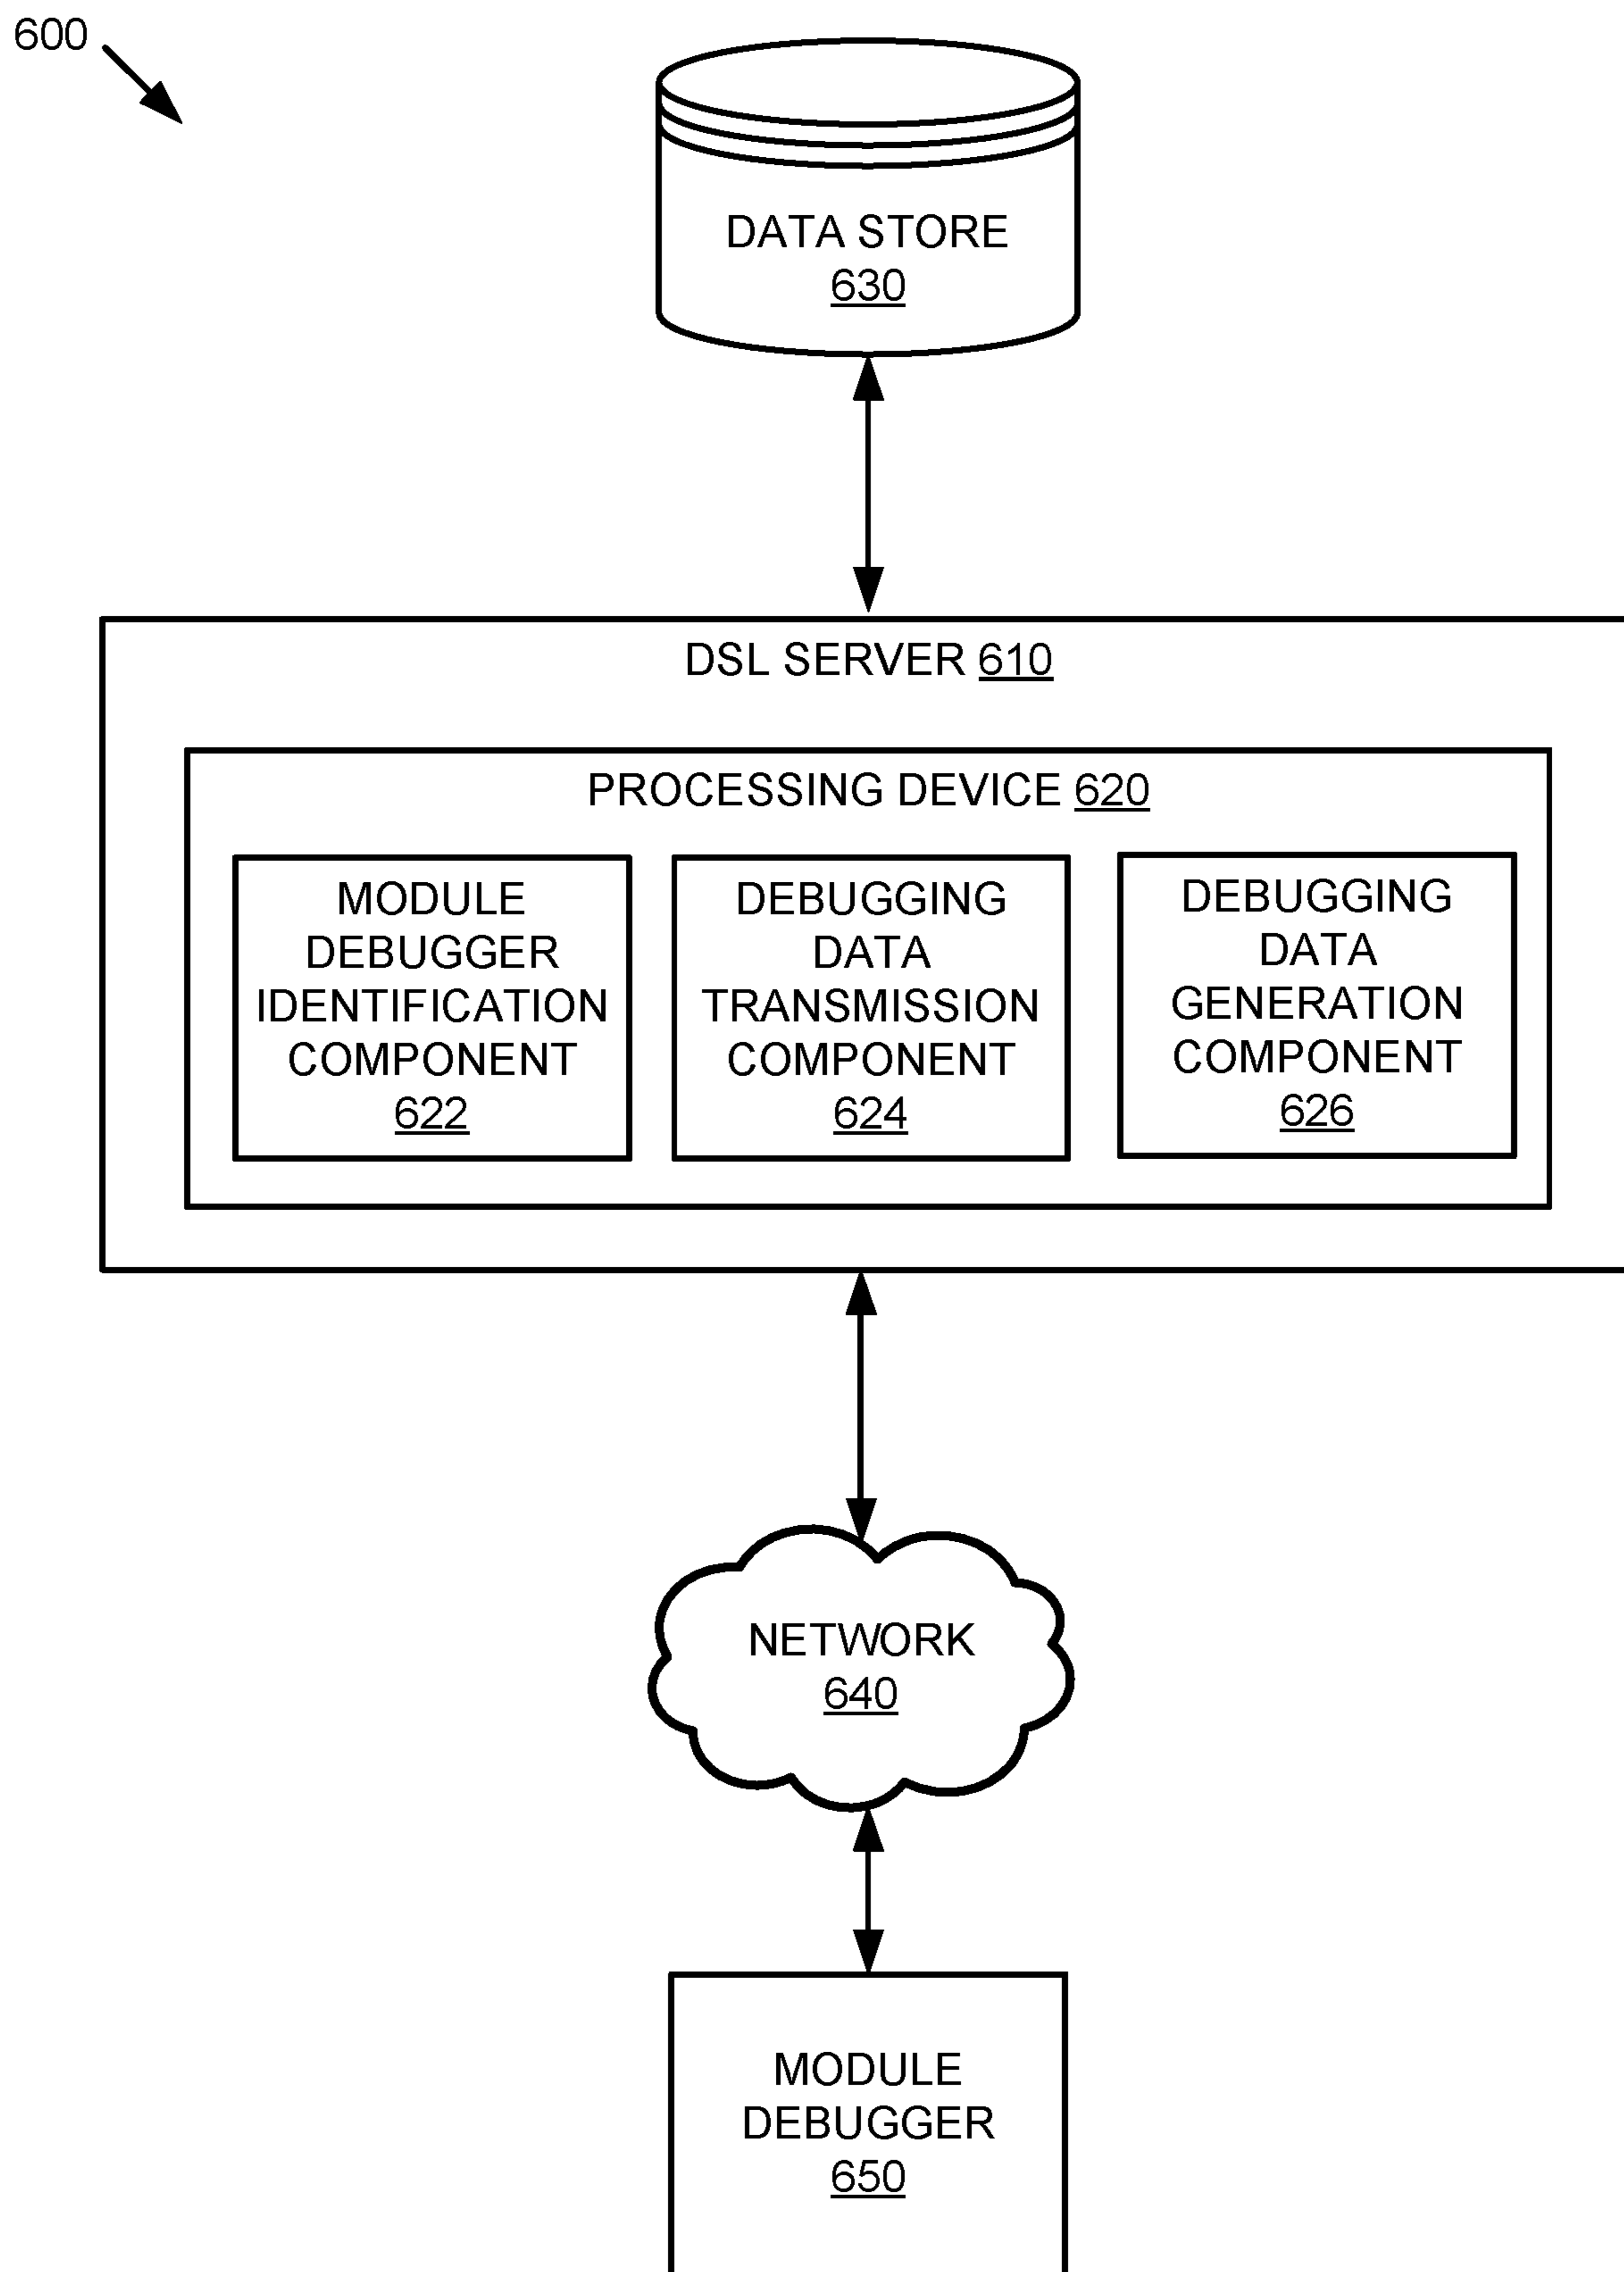 600
DATA STORE
630
DSL SERVER 610
PROCESSING DEVICE 620
MODULE
DEBUGGER
IDENTIFICATION
COMPONENT
622
DEBUGGING
DATA
TRANSMISSION
COMPONENT
624
DEBUGGING
DATA
GENERATION
COMPONENT
626
NETWORK
640
MODULE
DEBUGGER
650